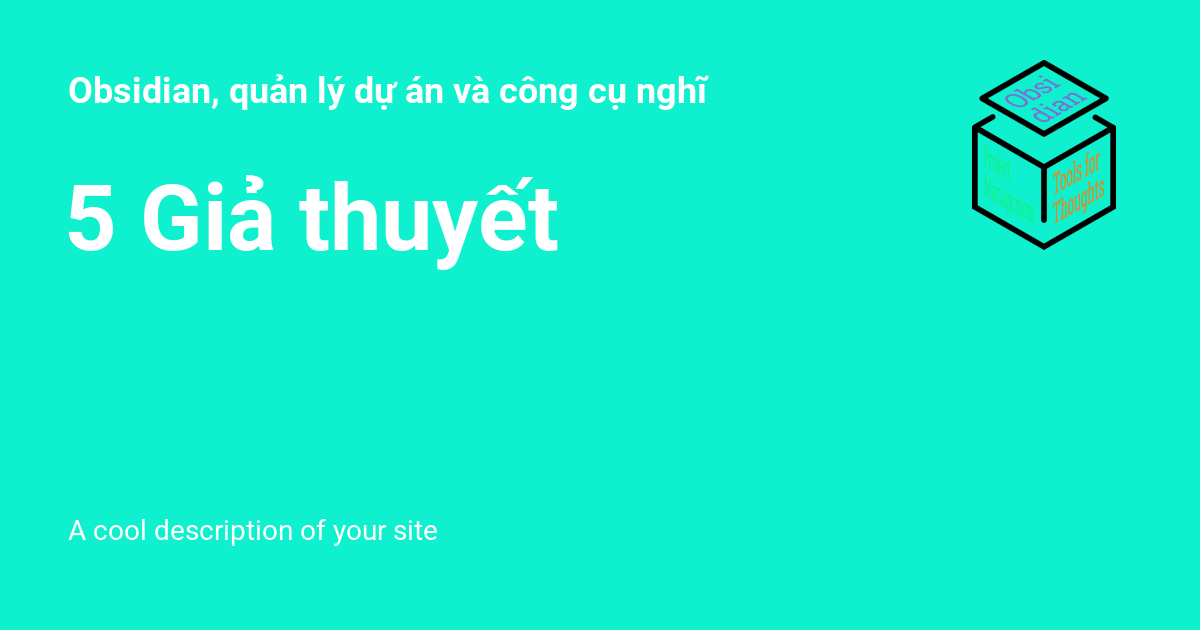 Obsidian, quản lý dự án và công cụ nghĩ
5 Giả thuyết
Obsi
dian
Project
Management
Tools for
Thoughts
A cool description of your site